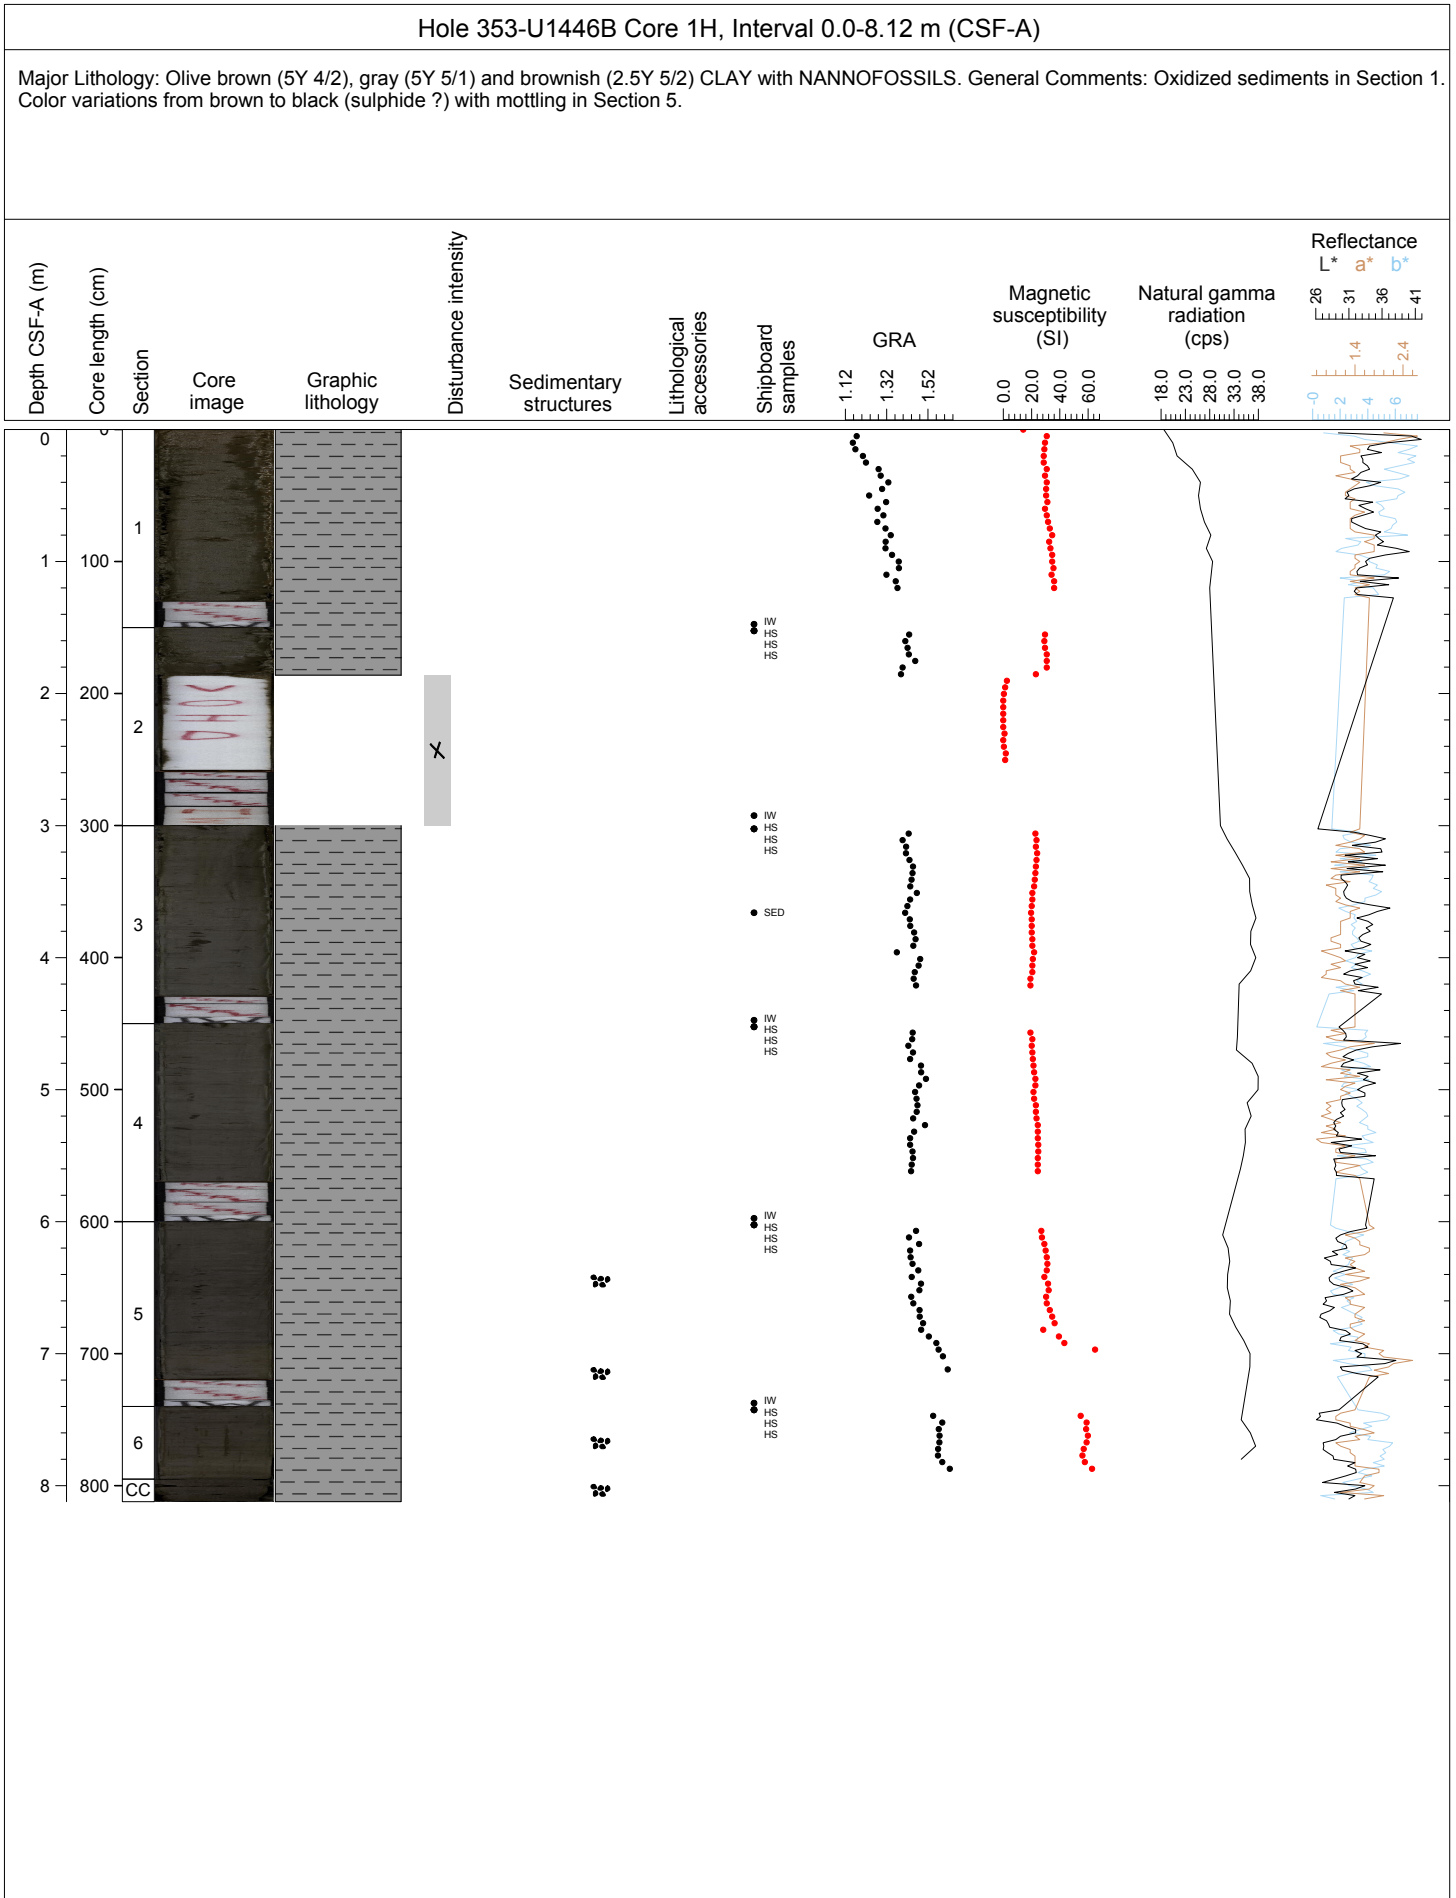 Hole 353-U1446B Core 1H, Interval 0.0-8.12 m (CSF-A)
Major Lithology: Olive brown (5Y 4/2), gray (5Y 5/1) and brownish (2.5Y 5/2) CLAY with NANNOFOSSILS. General Comments: Oxidized sediments in Section 1.
Color variations from brown to black (sulphide ?) with mottling in Section 5.
Depth CSF-A (m)
Core length (cm)
Section
Core
image
Graphic
lithology
Disturbance intensity
Sedimentary
structures
Lithological
accessories
Shipboard
samples
GRA
1.12 1.32 1.52
Magnetic
susceptibility
(SI)
0.0 20.0 40.0 60.0
Natural gamma
radiation
(cps)
18.0 23.0 28.0 33.0 38.0
Reflectance
L* a* b*
26 31 36 41
1.4 2.4
-0 2 4 6
0 0
1
1 100
IW
HS
HS
HS
2 200
2
VOID
X
3 300
IW
HS
HS
HS
SED
3
4 400
IW
HS
HS
HS
5 500
4
6 600
IW
HS
HS
HS
5
7 700
IW
HS
HS
HS
6
8 800 CC